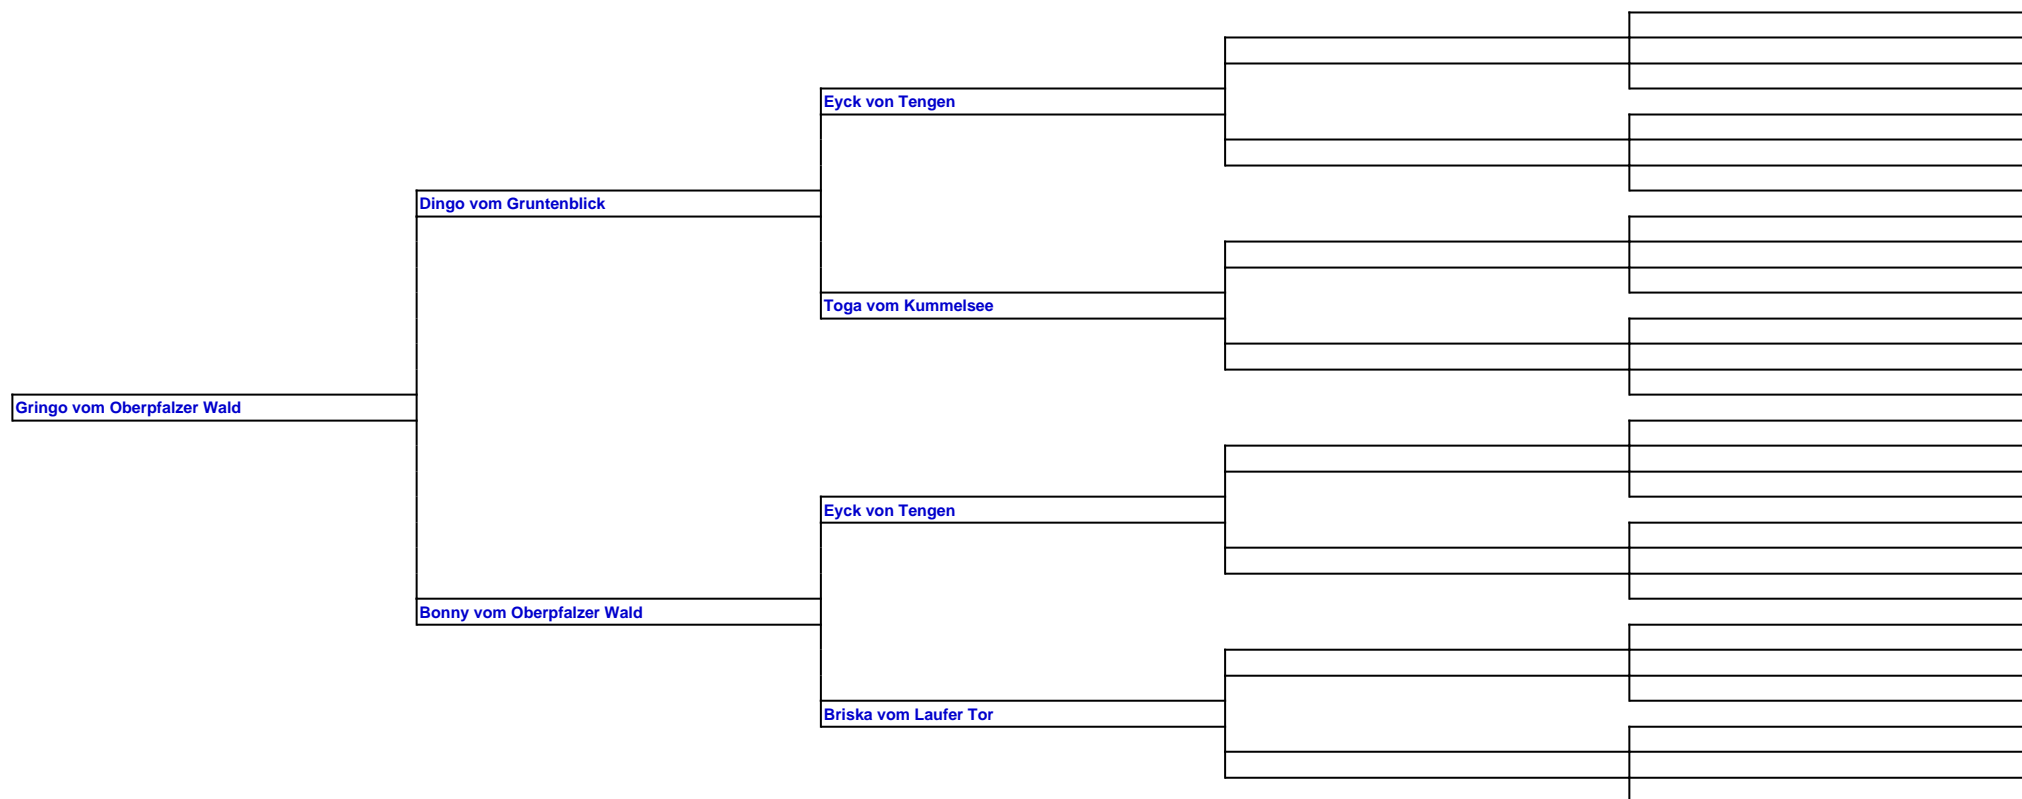 Eyck von Tengen
Dingo vom Gruntenblick
Toga vom Kummelsee
Gringo vom Oberpfalzer Wald
Eyck von Tengen
Bonny vom Oberpfalzer Wald
Briska vom Laufer Tor